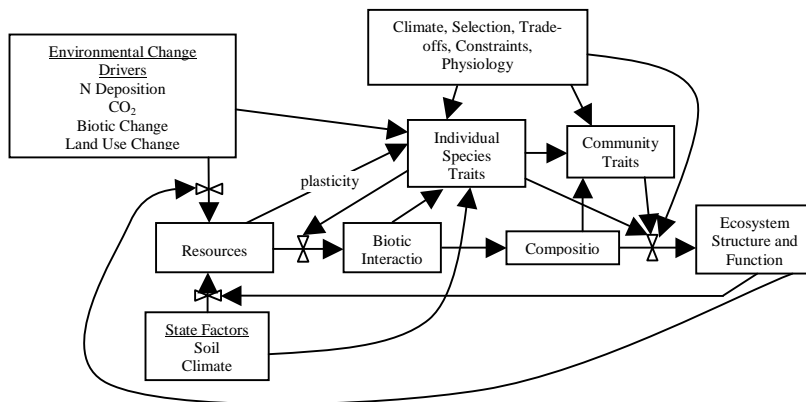 Environmental Change
Drivers
N Deposition
CO₂
Biotic Change
Land Use Change
Climate, Selection, Trade-
offs, Constraints,
Physiology
Individual
Species
Traits
Community
Traits
plasticity
Resources
Biotic
Interactio
Compositio
Ecosystem
Structure and
Function
State Factors
Soil
Climate